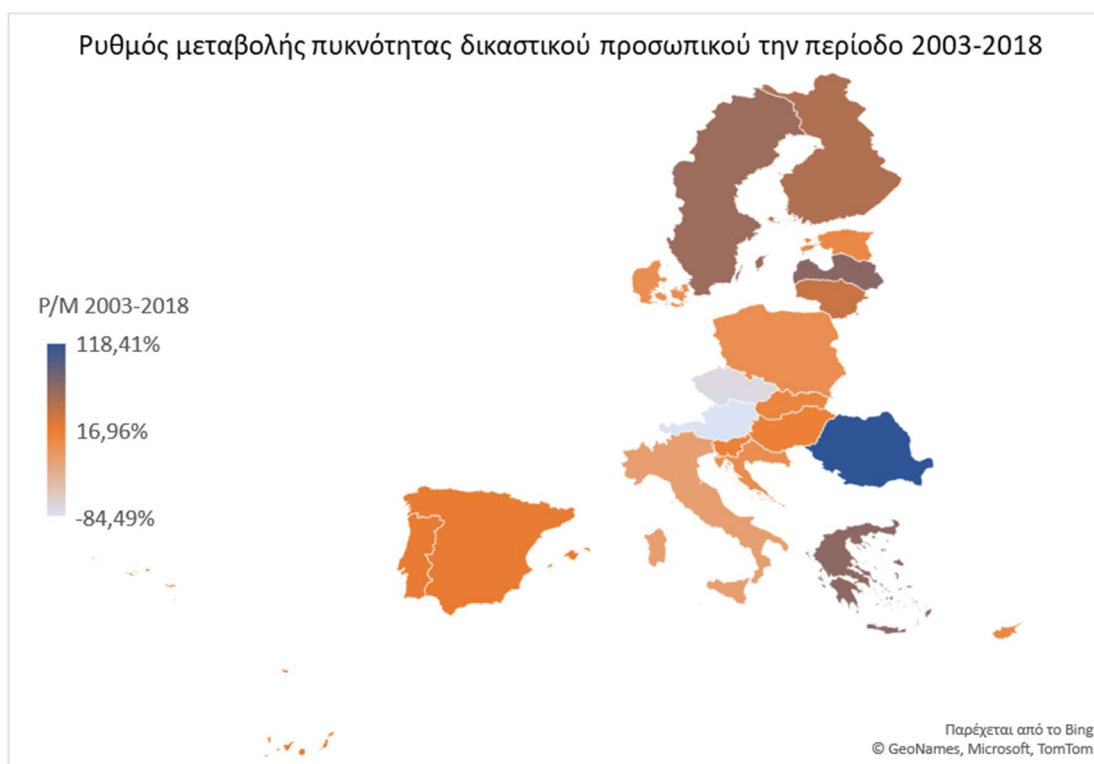 Ρυθμός μεταβολής πυκνότητας δικαστικού προσωπικού την περίοδο 2003-2018
Ρ/Μ 2003-2018
118,41%
16,96%
-84,49%
Παρέχεται από το Bing
© GeoNames, Microsoft, TomTom